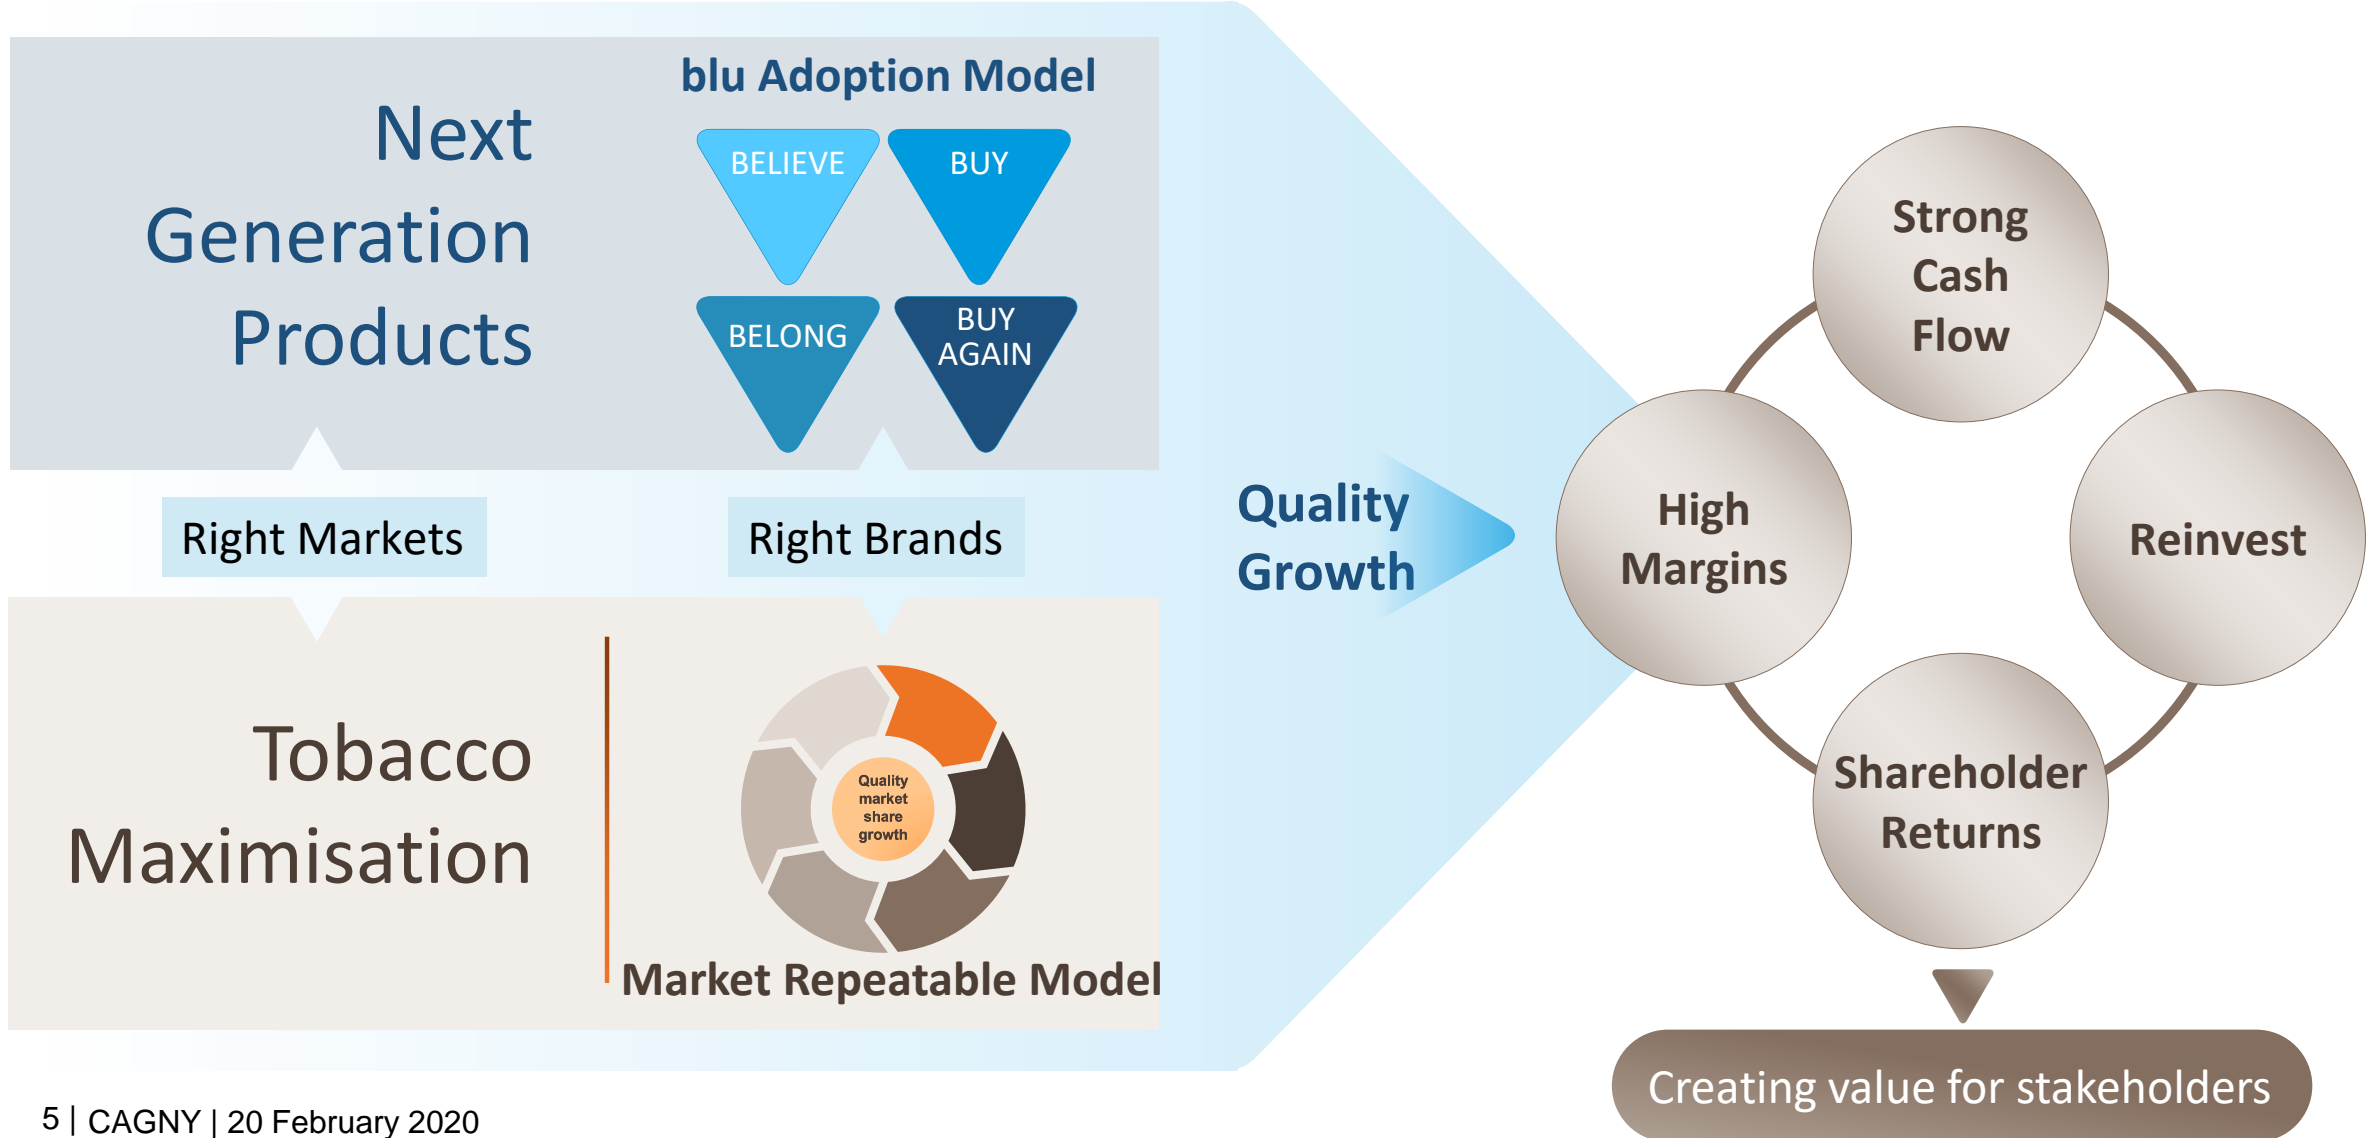 Next
Generation
Products
blu Adoption Model
BELIEVE
BUY
BELONG
BUY
AGAIN
Right Markets
Right Brands
Tobacco
Maximisation
Quality
market
share
growth
Market Repeatable Model
Quality
Growth
Strong
Cash
Flow
High
Margins
Reinvest
Shareholder
Returns
Creating value for stakeholders
5 | CAGNY | 20 February 2020